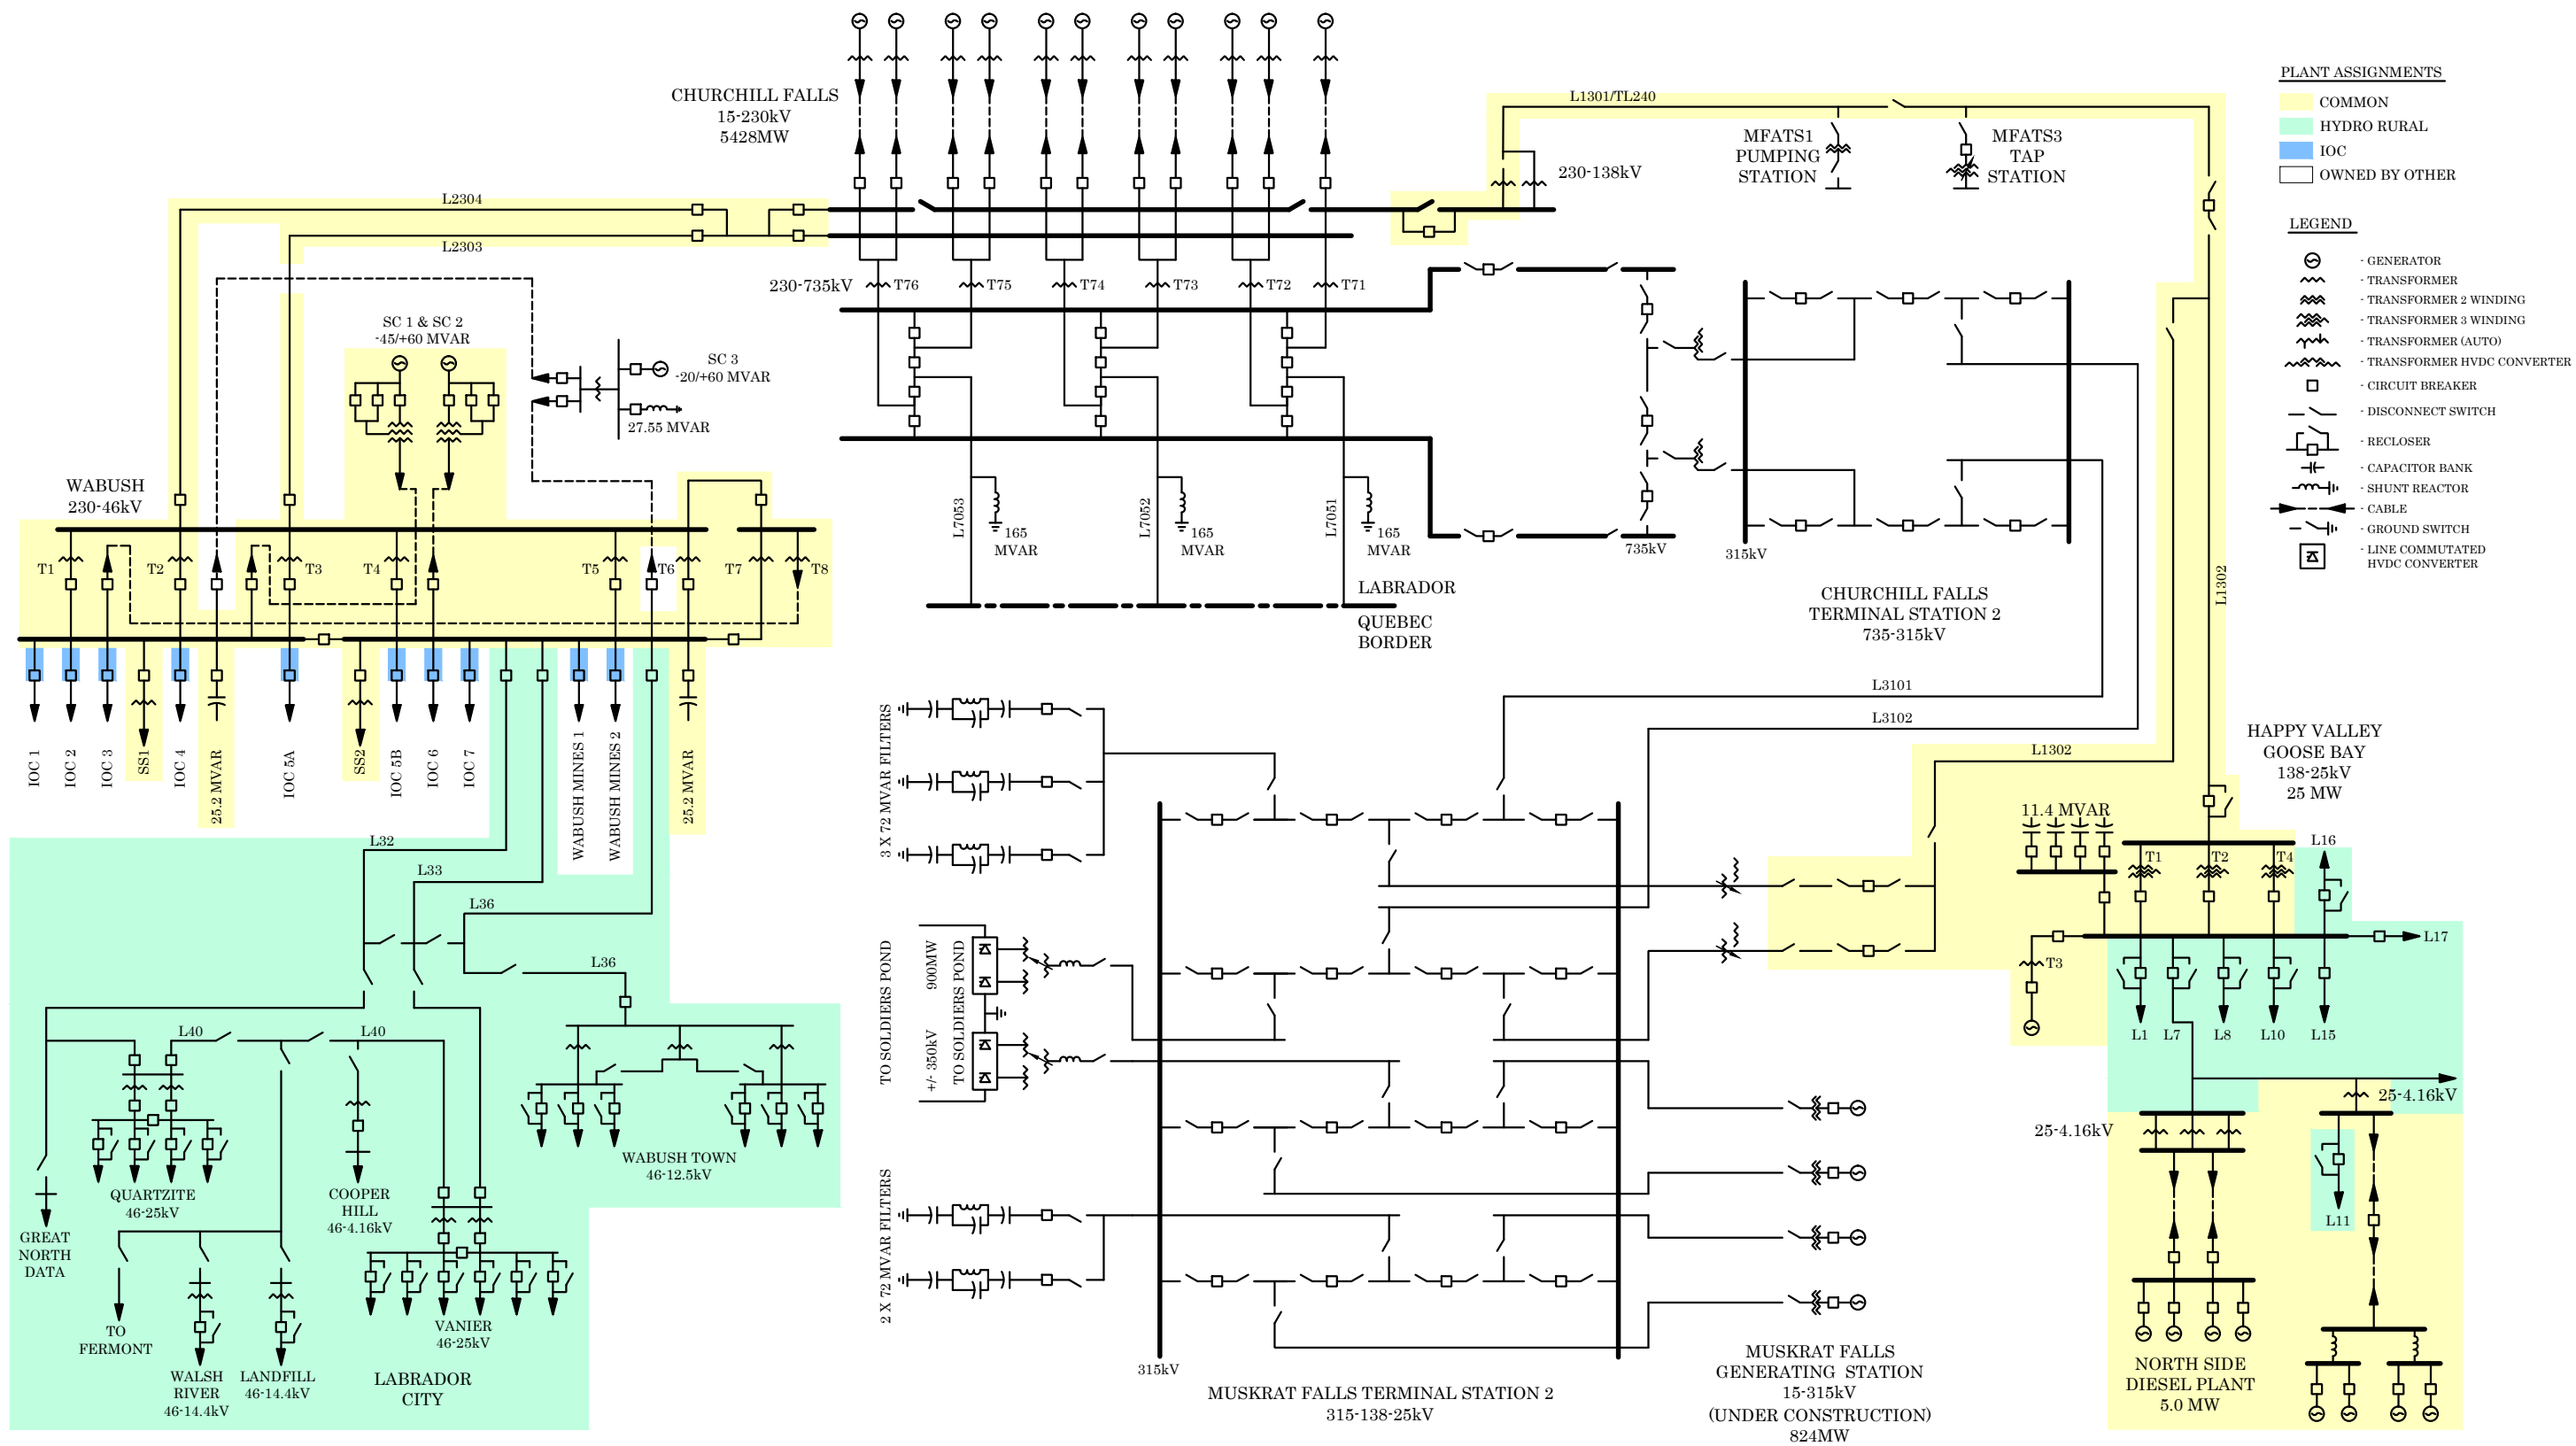 CHURCHILL FALLS
15-230kV
5428MW
L2304
L2303
230-735kV
T76
T75
T74
T73
T72
T71
L1301/TL240
230-138kV
MFATS1
PUMPING
STATION
MFATS3
TAP
STATION
PLANT ASSIGNMENTS
COMMON
HYDRO RURAL
IOC
OWNED BY OTHER
LEGEND
- GENERATOR
- TRANSFORMER
- TRANSFORMER 2 WINDING
- TRANSFORMER 3 WINDING
- TRANSFORMER (AUTO)
- TRANSFORMER HVDC CONVERTER
- CIRCUIT BREAKER
- DISCONNECT SWITCH
- RECLOSER
- CAPACITOR BANK
- SHUNT REACTOR
- CABLE
- GROUND SWITCH
- LINE COMMUTATED
HVDC CONVERTER
SC 1 & SC 2
-45/+60 MVAR
SC 3
-20/+60 MVAR
27.55 MVAR
WABUSH
230-46kV
T1
T2
T3
T4
T5
T6
T7
T8
L7053
165
MVAR
L7052
165
MVAR
L7051
165
MVAR
LABRADOR
QUEBEC
BORDER
735kV
315kV
CHURCHILL FALLS
TERMINAL STATION 2
735-315kV
L1302
IOC 1
IOC 2
IOC 3
SS1
IOC 4
25.2 MVAR
IOC 5A
SS2
IOC 5B
IOC 6
IOC 7
WABUSH MINES 1
WABUSH MINES 2
25.2 MVAR
L3101
L3102
L1302
HAPPY VALLEY
GOOSE BAY
138-25kV
25 MW
3 X 72 MVAR FILTERS
11.4 MVAR
T1
T2
T4
L16
L17
T3
L1
L7
L8
L10
L15
L32
L33
L36
L36
L40
L40
TO SOLDIERS POND
900MW
+/- 350kV
TO SOLDIERS POND
25-4.16kV
25-4.16kV
L11
GREAT
NORTH
DATA
QUARTZITE
46-25kV
COOPER
HILL
46-4.16kV
WABUSH TOWN
46-12.5kV
TO
FERMONT
WALSH
RIVER
46-14.4kV
LANDFILL
46-14.4kV
VANIER
46-25kV
LABRADOR
CITY
2 X 72 MVAR FILTERS
315kV
MUSKRAT FALLS TERMINAL STATION 2
315-138-25kV
MUSKRAT FALLS
GENERATING STATION
15-315kV
(UNDER CONSTRUCTION)
824MW
NORTH SIDE
DIESEL PLANT
5.0 MW